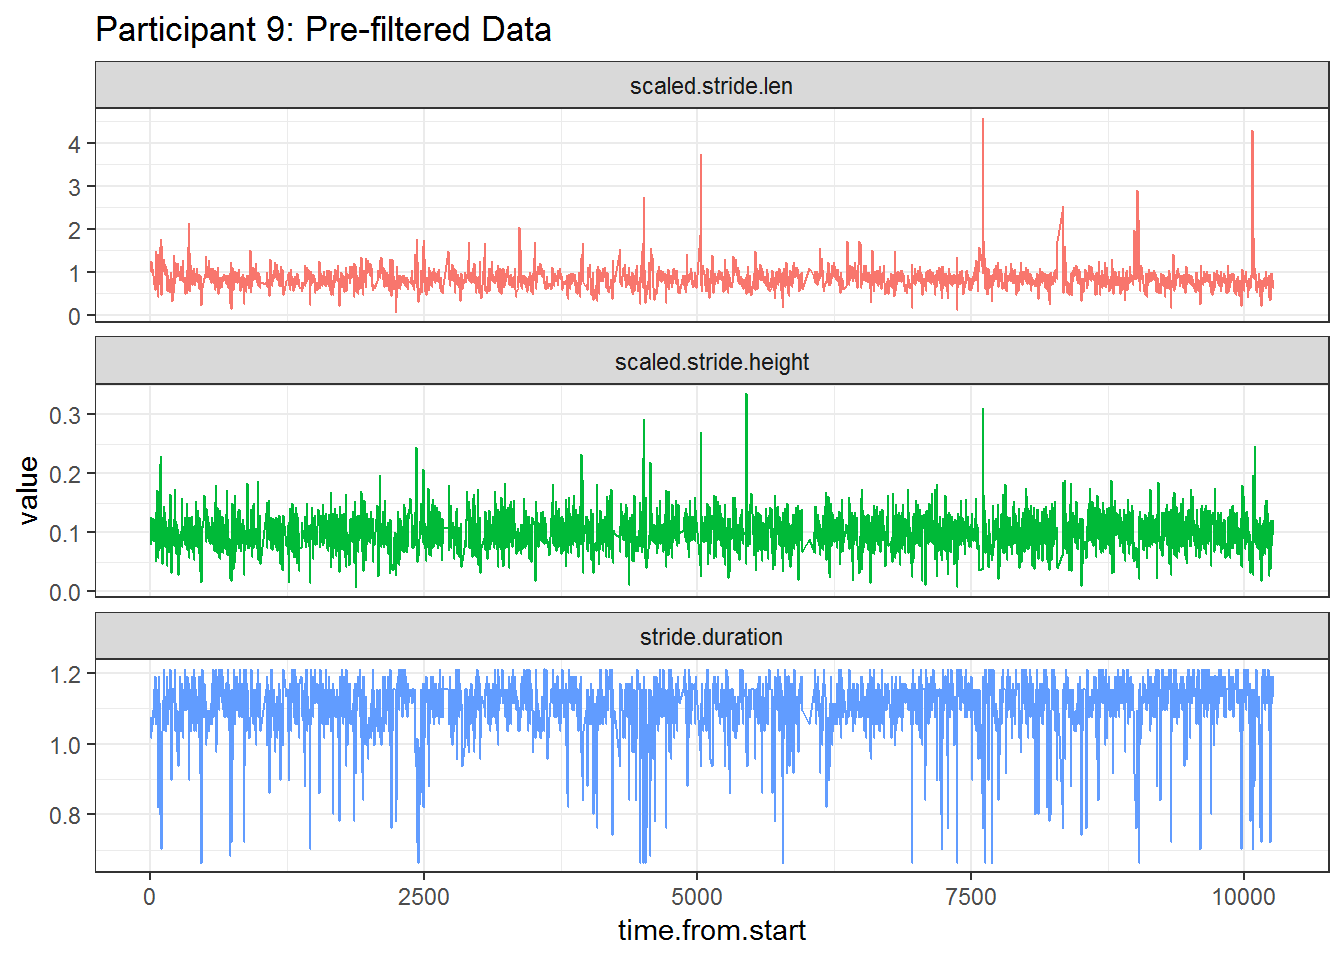 Participant 9: Pre-filtered Data
scaled.stride.len
4
3
2
1
0
scaled.stride.height
0.3
0.2
0.1
0.0
value
stride.duration
1.2
1.0
0.8
0 2500 5000 7500 10000
time.from.start